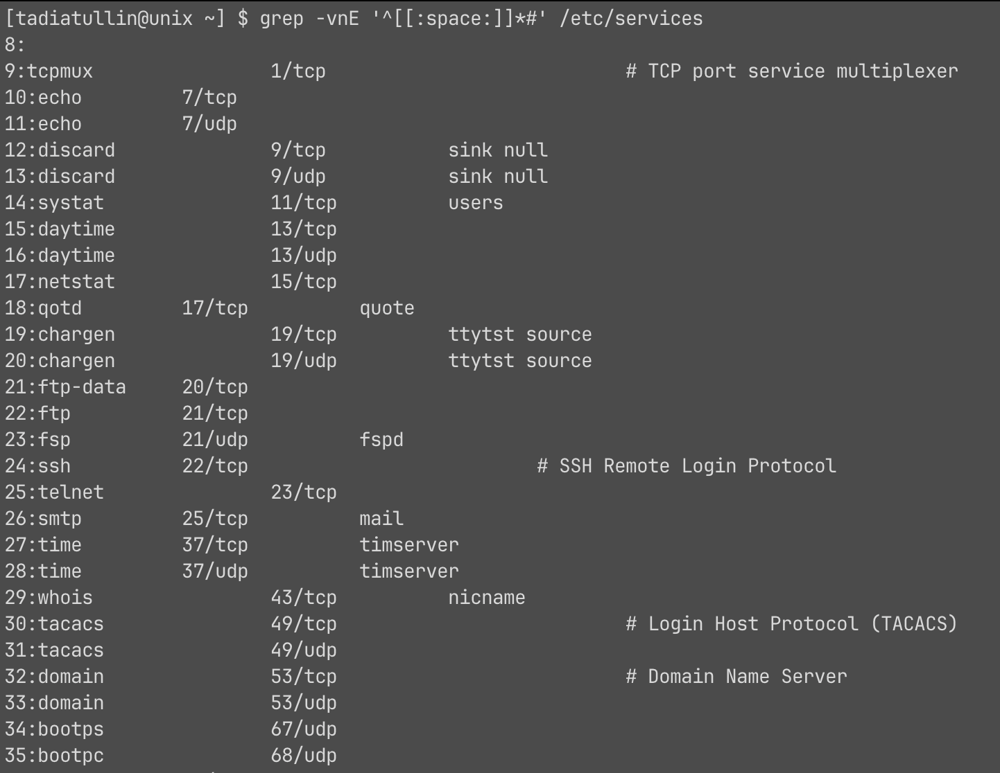 [tadiatullin@unix ~] $ grep -vnE '^[[:space:]]*#' /etc/services
8:
9:tcpmux                1/tcp                           # TCP port service multiplexer
10:echo         7/tcp
11:echo         7/udp
12:discard              9/tcp           sink null
13:discard              9/udp           sink null
14:systat               11/tcp          users
15:daytime              13/tcp
16:daytime              13/udp
17:netstat              15/tcp
18:qotd         17/tcp          quote
19:chargen              19/tcp          ttytst source
20:chargen              19/udp          ttytst source
21:ftp-data     20/tcp
22:ftp          21/tcp
23:fsp          21/udp          fspd
24:ssh          22/tcp                          # SSH Remote Login Protocol
25:telnet               23/tcp
26:smtp         25/tcp          mail
27:time         37/tcp          timserver
28:time         37/udp          timserver
29:whois                43/tcp          nicname
30:tacacs               49/tcp                          # Login Host Protocol (TACACS)
31:tacacs               49/udp
32:domain               53/tcp                          # Domain Name Server
33:domain               53/udp
34:bootps               67/udp
35:bootpc               68/udp